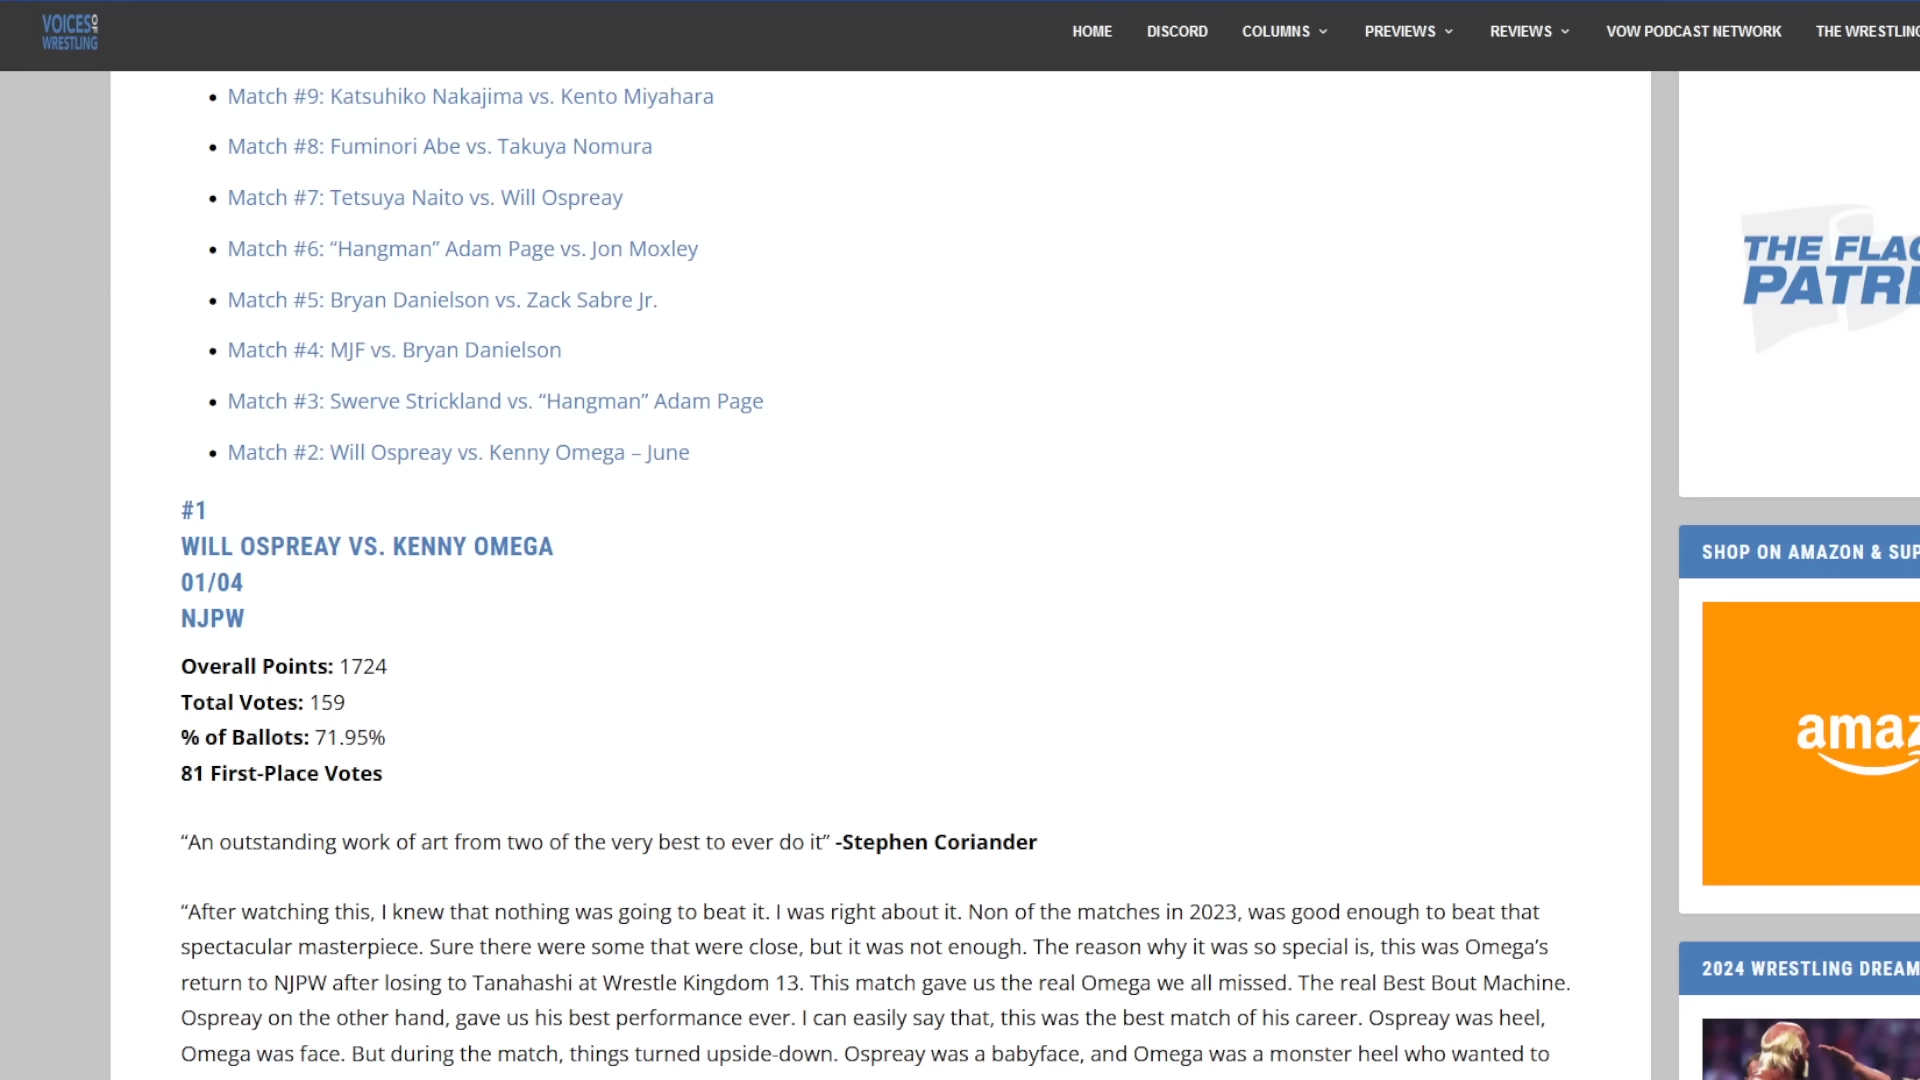 VOICES OF
WRESTLING
HOME
DISCORD
COLUMNS
PREVIEWS
REVIEWS
VOW PODCAST NETWORK
THE WRESTLING
Match #9: Katsuhiko Nakajima vs. Kento Miyahara
Match #8: Fuminori Abe vs. Takuya Nomura
Match #7: Tetsuya Naito vs. Will Ospreay
Match #6: “Hangman” Adam Page vs. Jon Moxley
Match #5: Bryan Danielson vs. Zack Sabre Jr.
Match #4: MJF vs. Bryan Danielson
Match #3: Swerve Strickland vs. “Hangman” Adam Page
Match #2: Will Ospreay vs. Kenny Omega – June
#1
WILL OSPREAY VS. KENNY OMEGA
01/04
NJPW
Overall Points: 1724
Total Votes: 159
% of Ballots: 71.95%
81 First-Place Votes
“An outstanding work of art from two of the very best to ever do it” -Stephen Coriander
“After watching this, I knew that nothing was going to beat it. I was right about it. Non of the matches in 2023, was good enough to beat that
spectacular masterpiece. Sure there were some that were close, but it was not enough. The reason why it was so special is, this was Omega’s
return to NJPW after losing to Tanahashi at Wrestle Kingdom 13. This match gave us the real Omega we all missed. The real Best Bout Machine.
Ospreay on the other hand, gave us his best performance ever. I can easily say that, this was the best match of his career. Ospreay was heel,
Omega was face. But during the match, things turned upside-down. Ospreay was a babyface, and Omega was a monster heel who wanted to
THE FLAG
PATRE
SHOP ON AMAZON & SUP
amaz
2024 WRESTLING DREAM